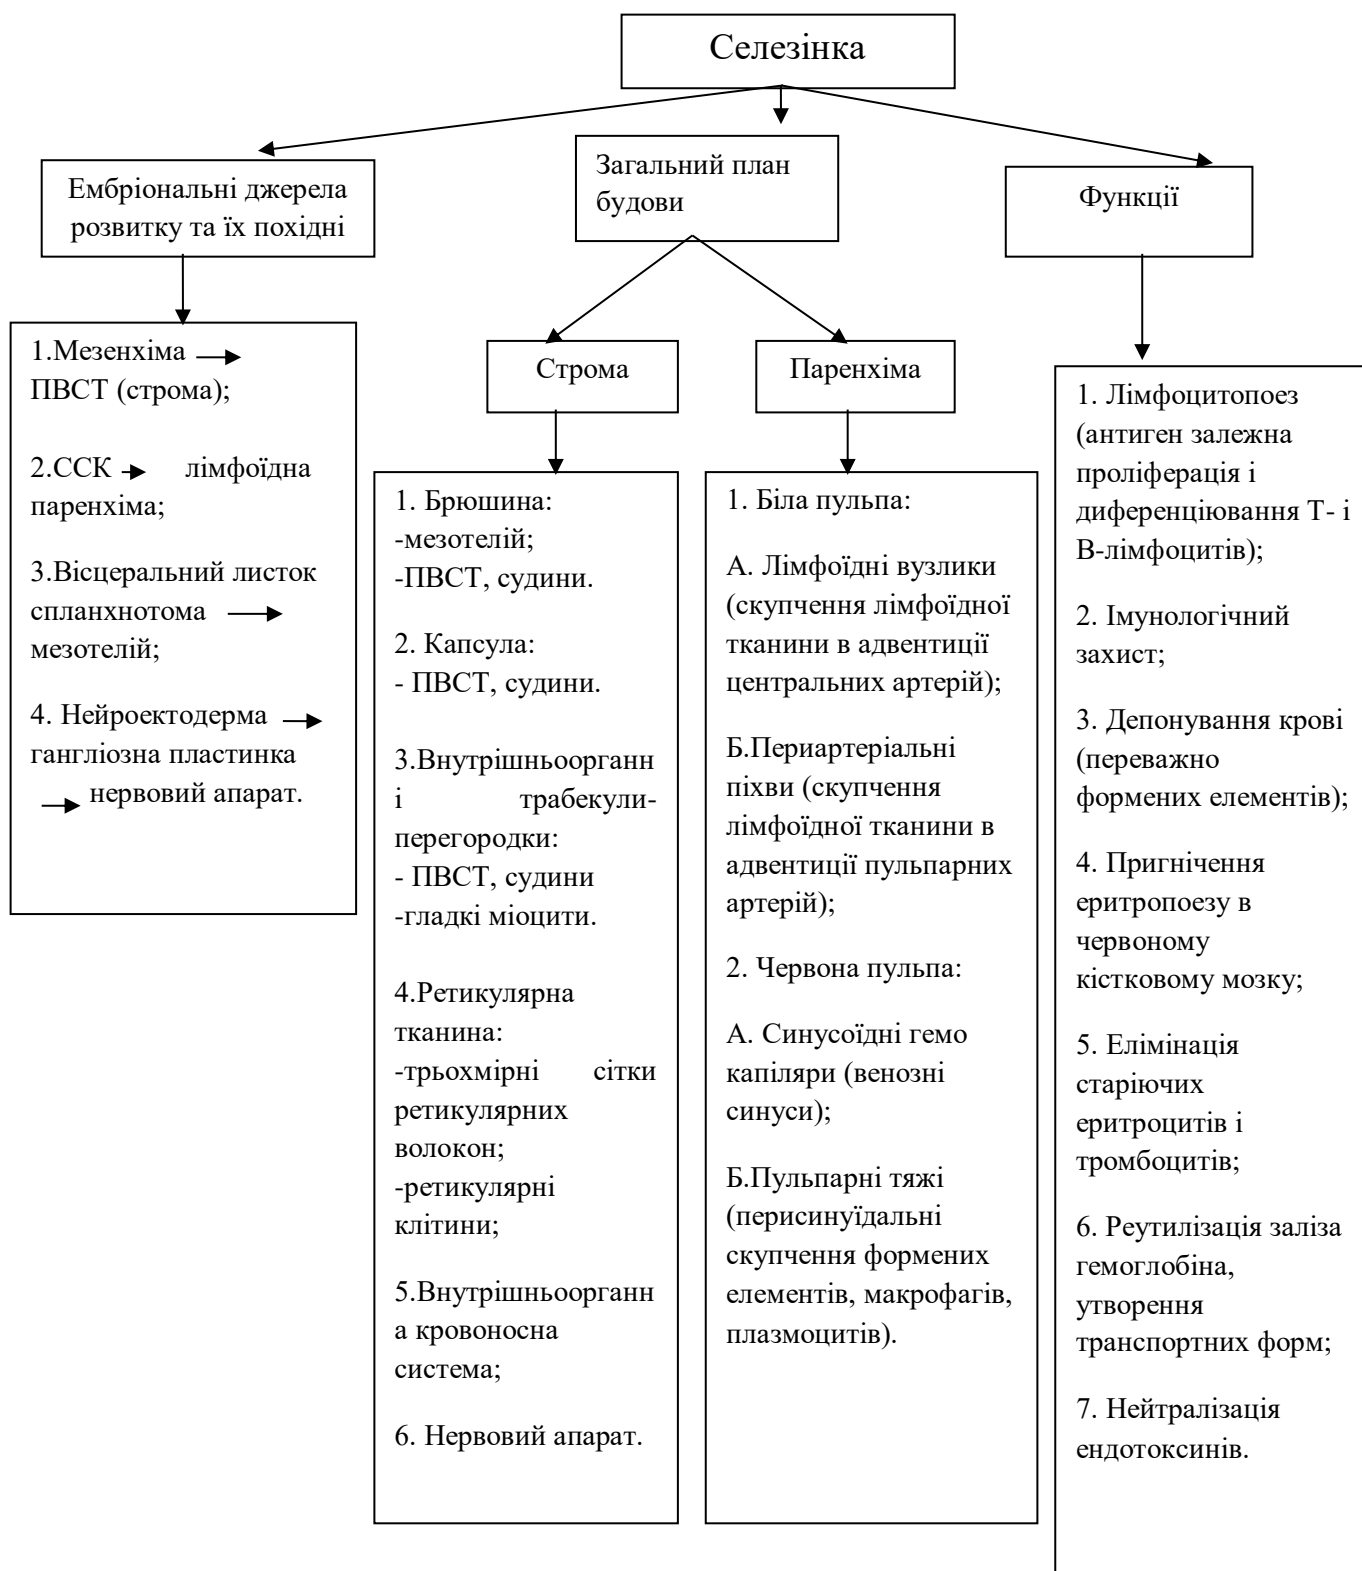 Селезінка
Ембріональні джерела
розвитку та їх похідні
Загальний план
будови
Функції
1.Мезенхіма
ПВСТ (строма);
2.ССК лімфоїдна
паренхіма;
3.Вісцеральний листок
спланхнотома
мезотелій;
4. Нейроектодерма
гангліозна пластинка
нервовий апарат.
Строма
Паренхіма
1. Брюшина:
-мезотелій;
-ПВСТ, судини.
2. Капсула:
- ПВСТ, судини.
3.Внутрішньоорганн
і трабекули-
перегородки:
- ПВСТ, судини
-гладкі міоцити.
4.Ретикулярна
тканина:
-трьохмірні сітки
ретикулярних
волокон;
-ретикулярні
клітини;
5.Внутрішньоорганн
а кровоносна
система;
6. Нервовий апарат.
1. Біла пульпа:
А. Лімфоїдні вузлики
(скупчення лімфоїдної
тканини в адвентиції
центральних артерій);
Б.Периартеріальні
піхви (скупчення
лімфоїдної тканини в
адвентиції пульпарних
артерій);
2. Червона пульпа:
А. Синусоїдні гемо
капіляри (венозні
синуси);
Б.Пульпарні тяжі
(перисинуїдальні
скупчення формених
елементів, макрофагів,
плазмоцитів).
1. Лімфоцитопоез
(антиген залежна
проліферація і
диференціювання Т- і
В-лімфоцитів);
2. Імунологічний
захист;
3. Депонування крові
(переважно
формених елементів);
4. Пригнічення
еритропоезу в
червоному
кістковому мозку;
5. Елімінація
старіючих
еритроцитів і
тромбоцитів;
6. Реутилізація заліза
гемоглобіна,
утворення
транспортних форм;
7. Нейтралізація
ендотоксинів.